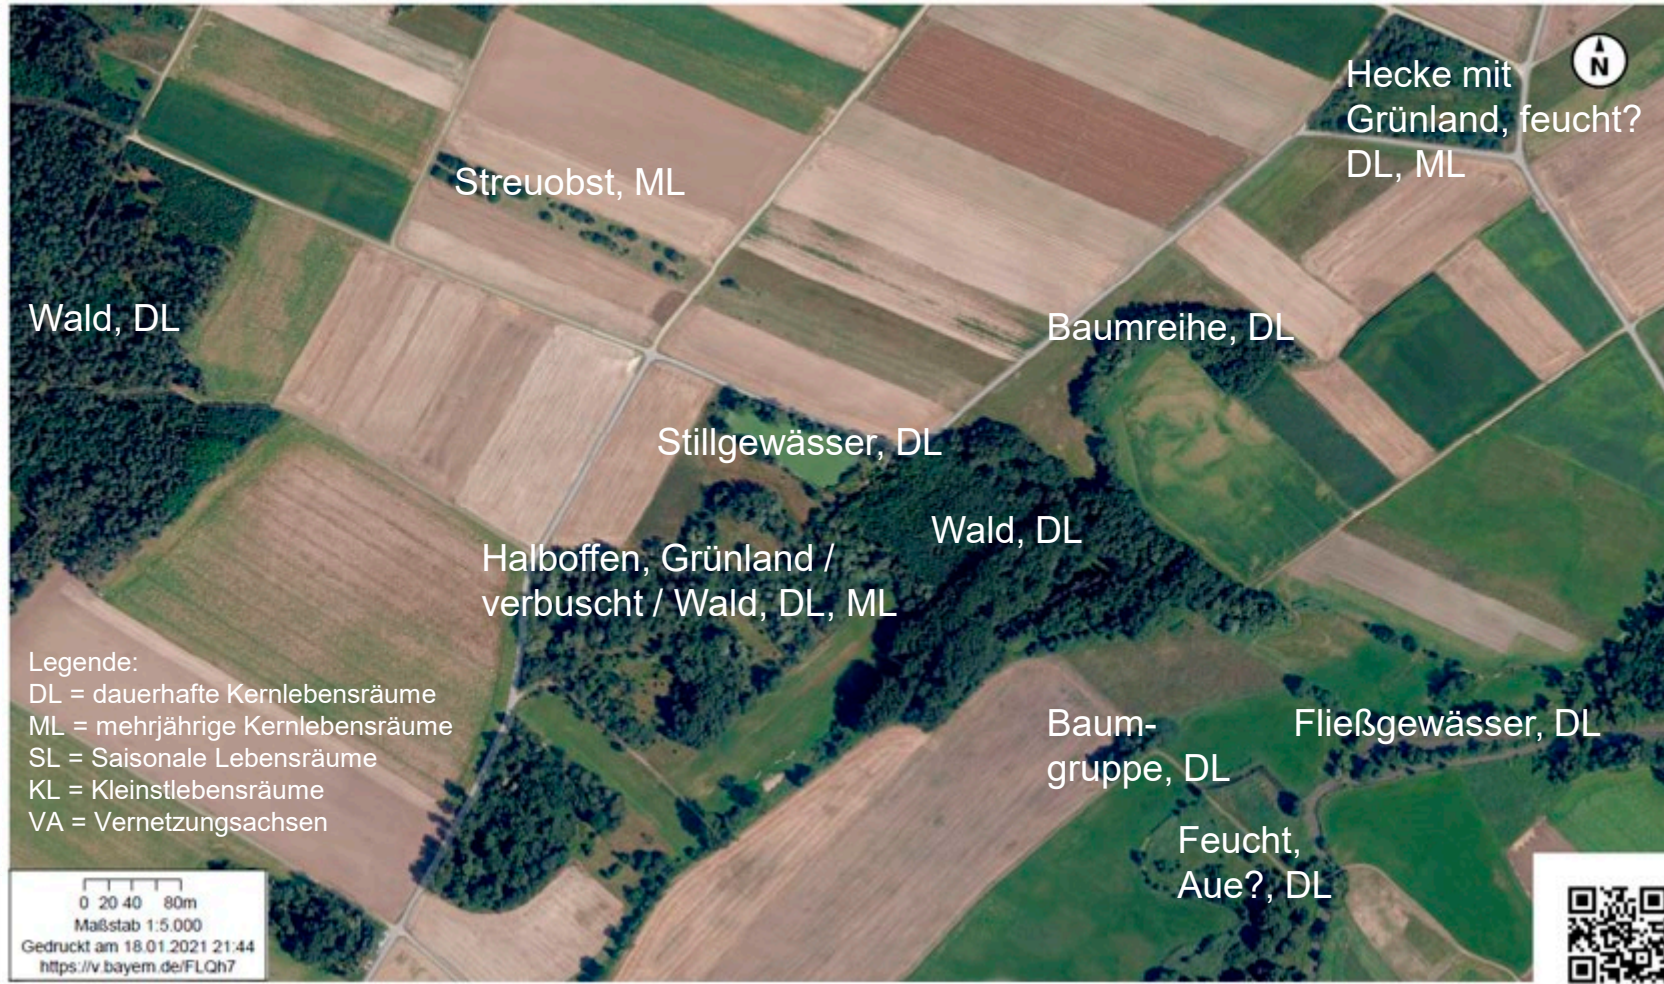 N
Hecke mit
Grünland, feucht?
DL, ML
Streuobst, ML
Wald, DL
Baumreihe, DL
Stillgewässer, DL
Wald, DL
Halboffen, Grünland /
verbuscht / Wald, DL, ML
Legende:
DL = dauerhafte Kernlebensräume
ML = mehrjährige Kernlebensräume
SL = Saisonale Lebensräume
KL = Kleinstlebensräume
VA = Vernetzungsachsen
Baum-
gruppe, DL
Fließgewässer, DL
Feucht,
Aue?, DL
0 20 40 80m
Maßstab 1:5.000
Gedruckt am 18.01.2021 21:44
https://v.bayern.de/FLQh7